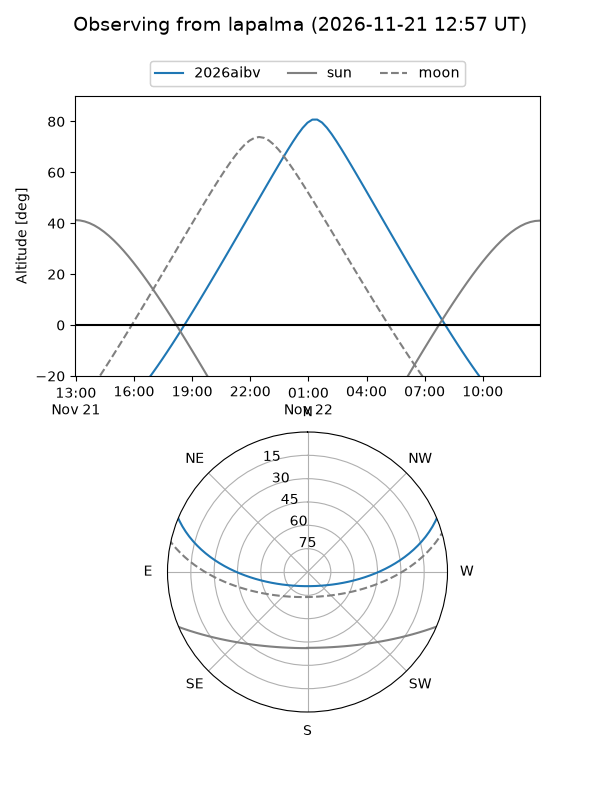 Observing from lapalma (2026-11-21 12:57 UT)
2026aibv sun moon
Altitude [deg]
80
60
40
20
0
−20
13:00 16:00 19:00 22:00 01:00 04:00 07:00 10:00
Nov 21 Nov 22
N
NE NW
15
30
45
60
75
E W
SE SW
S